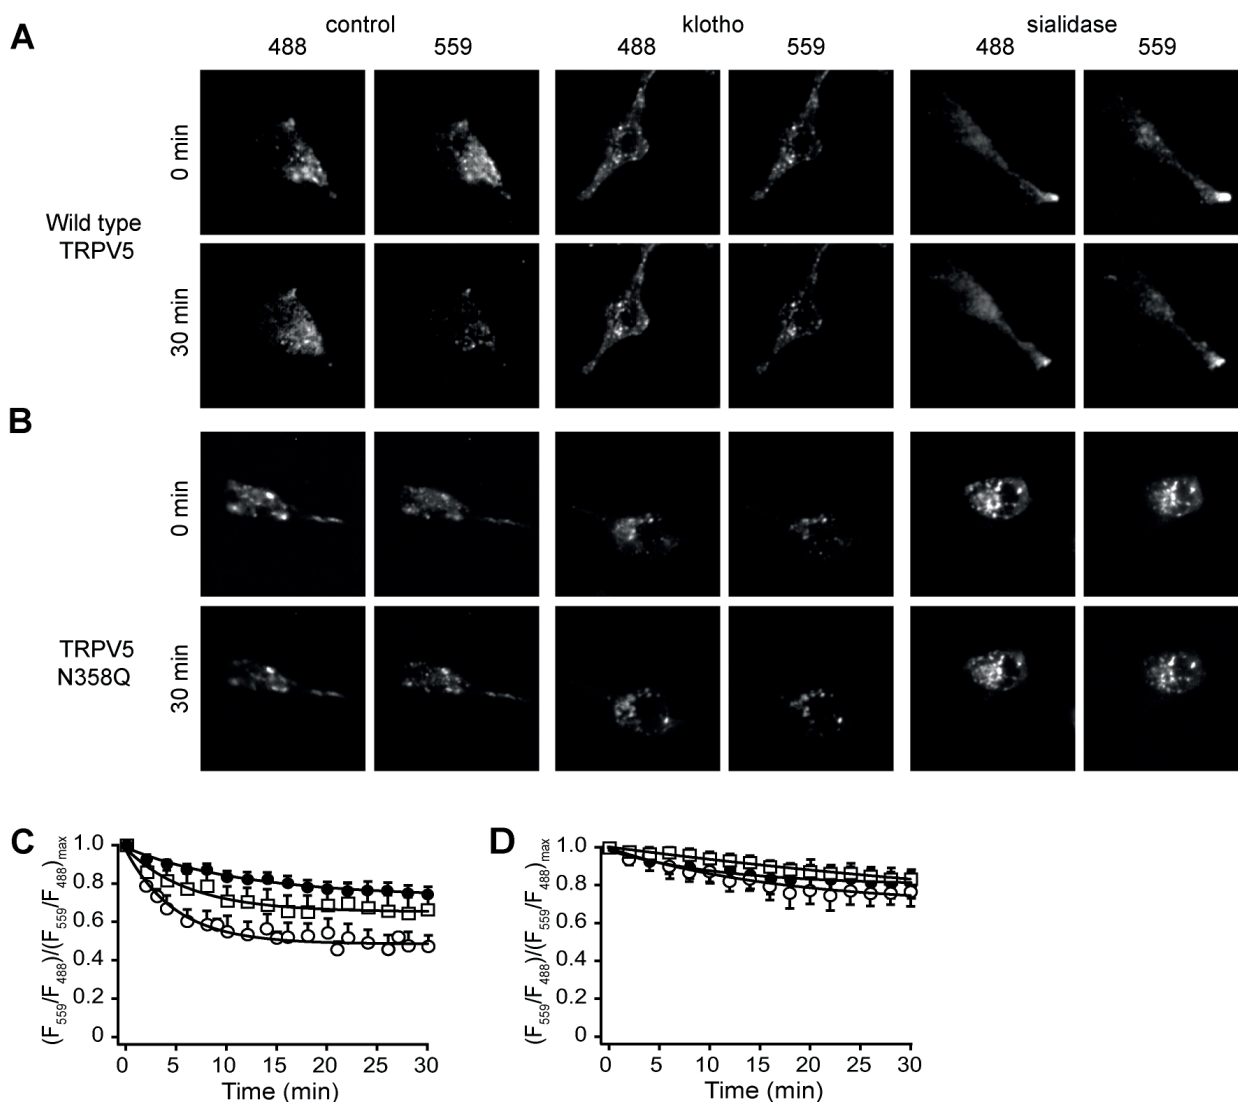 A
control
klotho
sialidase
488
559
488
559
488
559
Wild type
TRPV5
0 min
30 min
B
TRPV5
N358Q
0 min
30 min
C
(F559/F488)/(F559/F488)max
1.0
0.8
0.6
0.4
0.2
0
0
5
10
15
20
25
30
Time (min)
D
(F559/F488)/(F559/F488)max
1.0
0.8
0.6
0.4
0.2
0
0
5
10
15
20
25
30
Time (min)